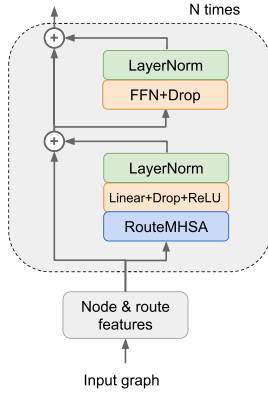 N times
LayerNorm
FFN+Drop
LayerNorm
Linear+Drop+ReLU
RouteMHSA
Node & route
features
Input graph